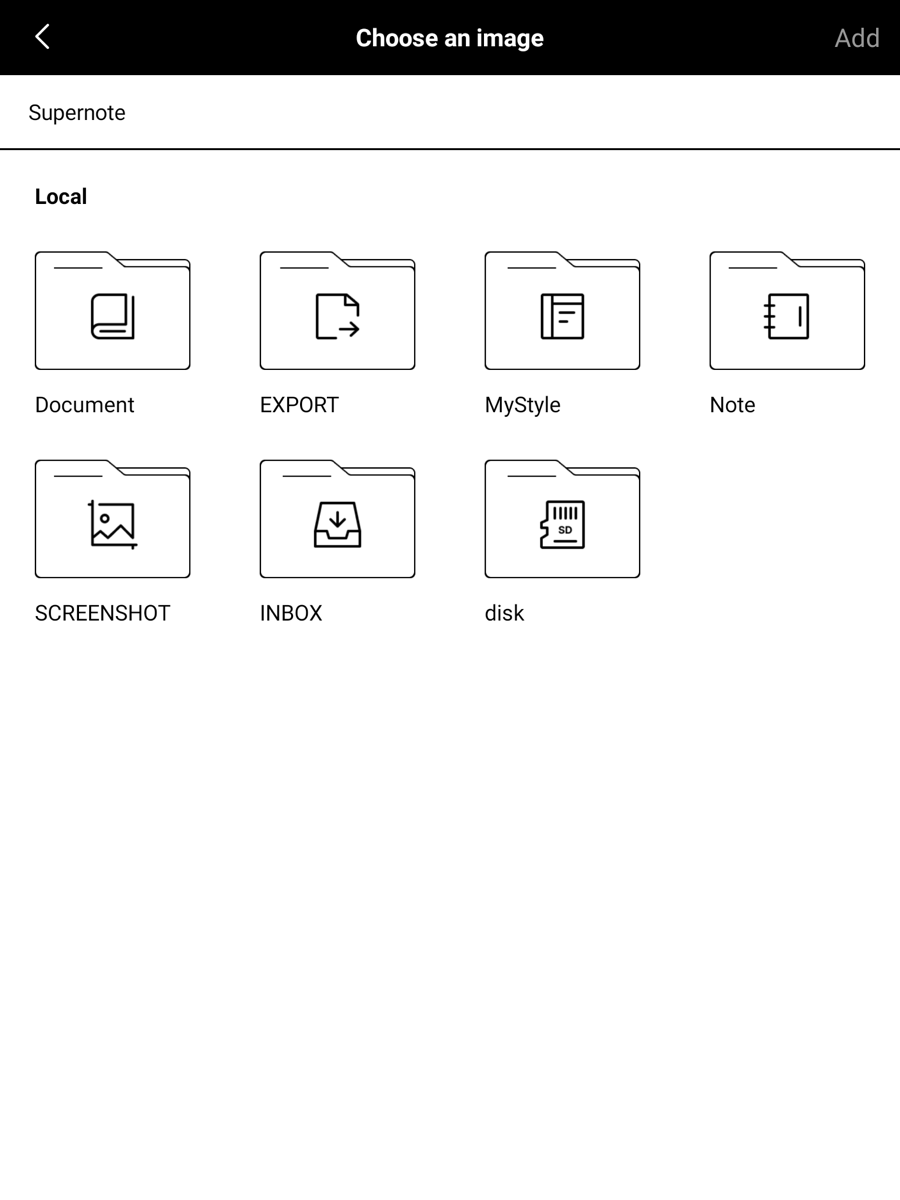 Choose an image
Add
Supernote
Local
Document
EXPORT
MyStyle
Note
SD
SCREENSHOT
INBOX
disk